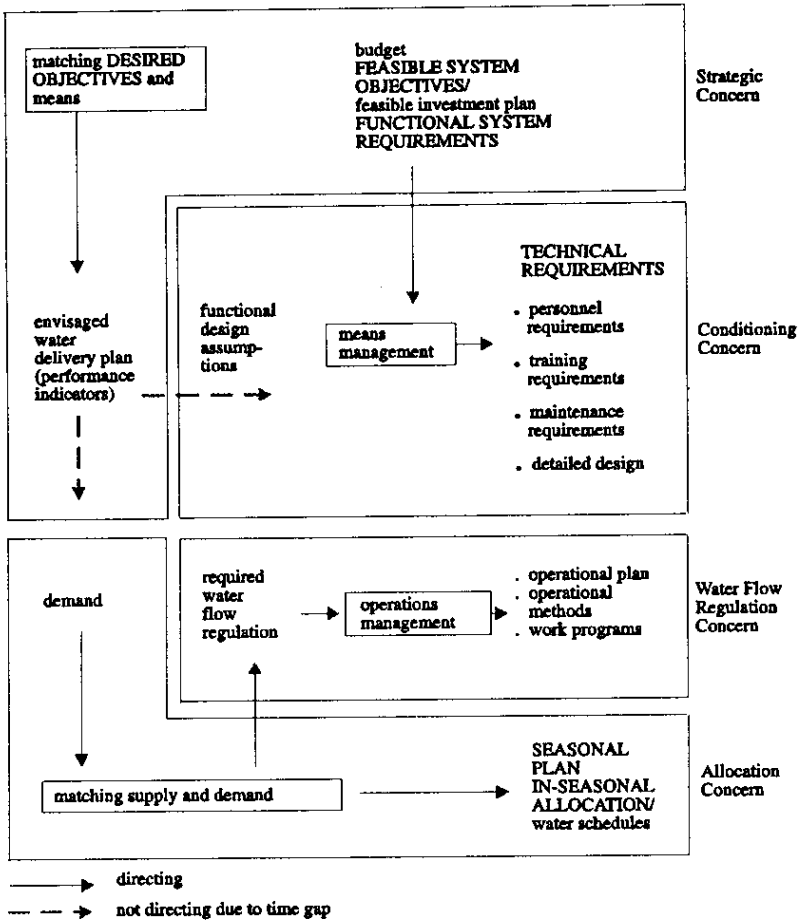 matching DESIRED
OBJECTIVES and
means
budget
FEASIBLE SYSTEM
OBJECTIVES/
feasible investment plan
FUNCTIONAL SYSTEM
REQUIREMENTS
Strategic
Concern
envisaged
water
delivery plan
(performance
indicators)
functional
design
assump-
tions
means
management
TECHNICAL
REQUIREMENTS
. personnel
requirements
. training
requirements
. maintenance
requirements
. detailed design
Conditioning
Concern
demand
required
water
flow
regulation
operations
management
. operational plan
. operational
methods
. work programs
Water Flow
Regulation
Concern
matching supply and demand
SEASONAL
PLAN
IN-SEASONAL
ALLOCATION/
water schedules
Allocation
Concern
directing
not directing due to time gap